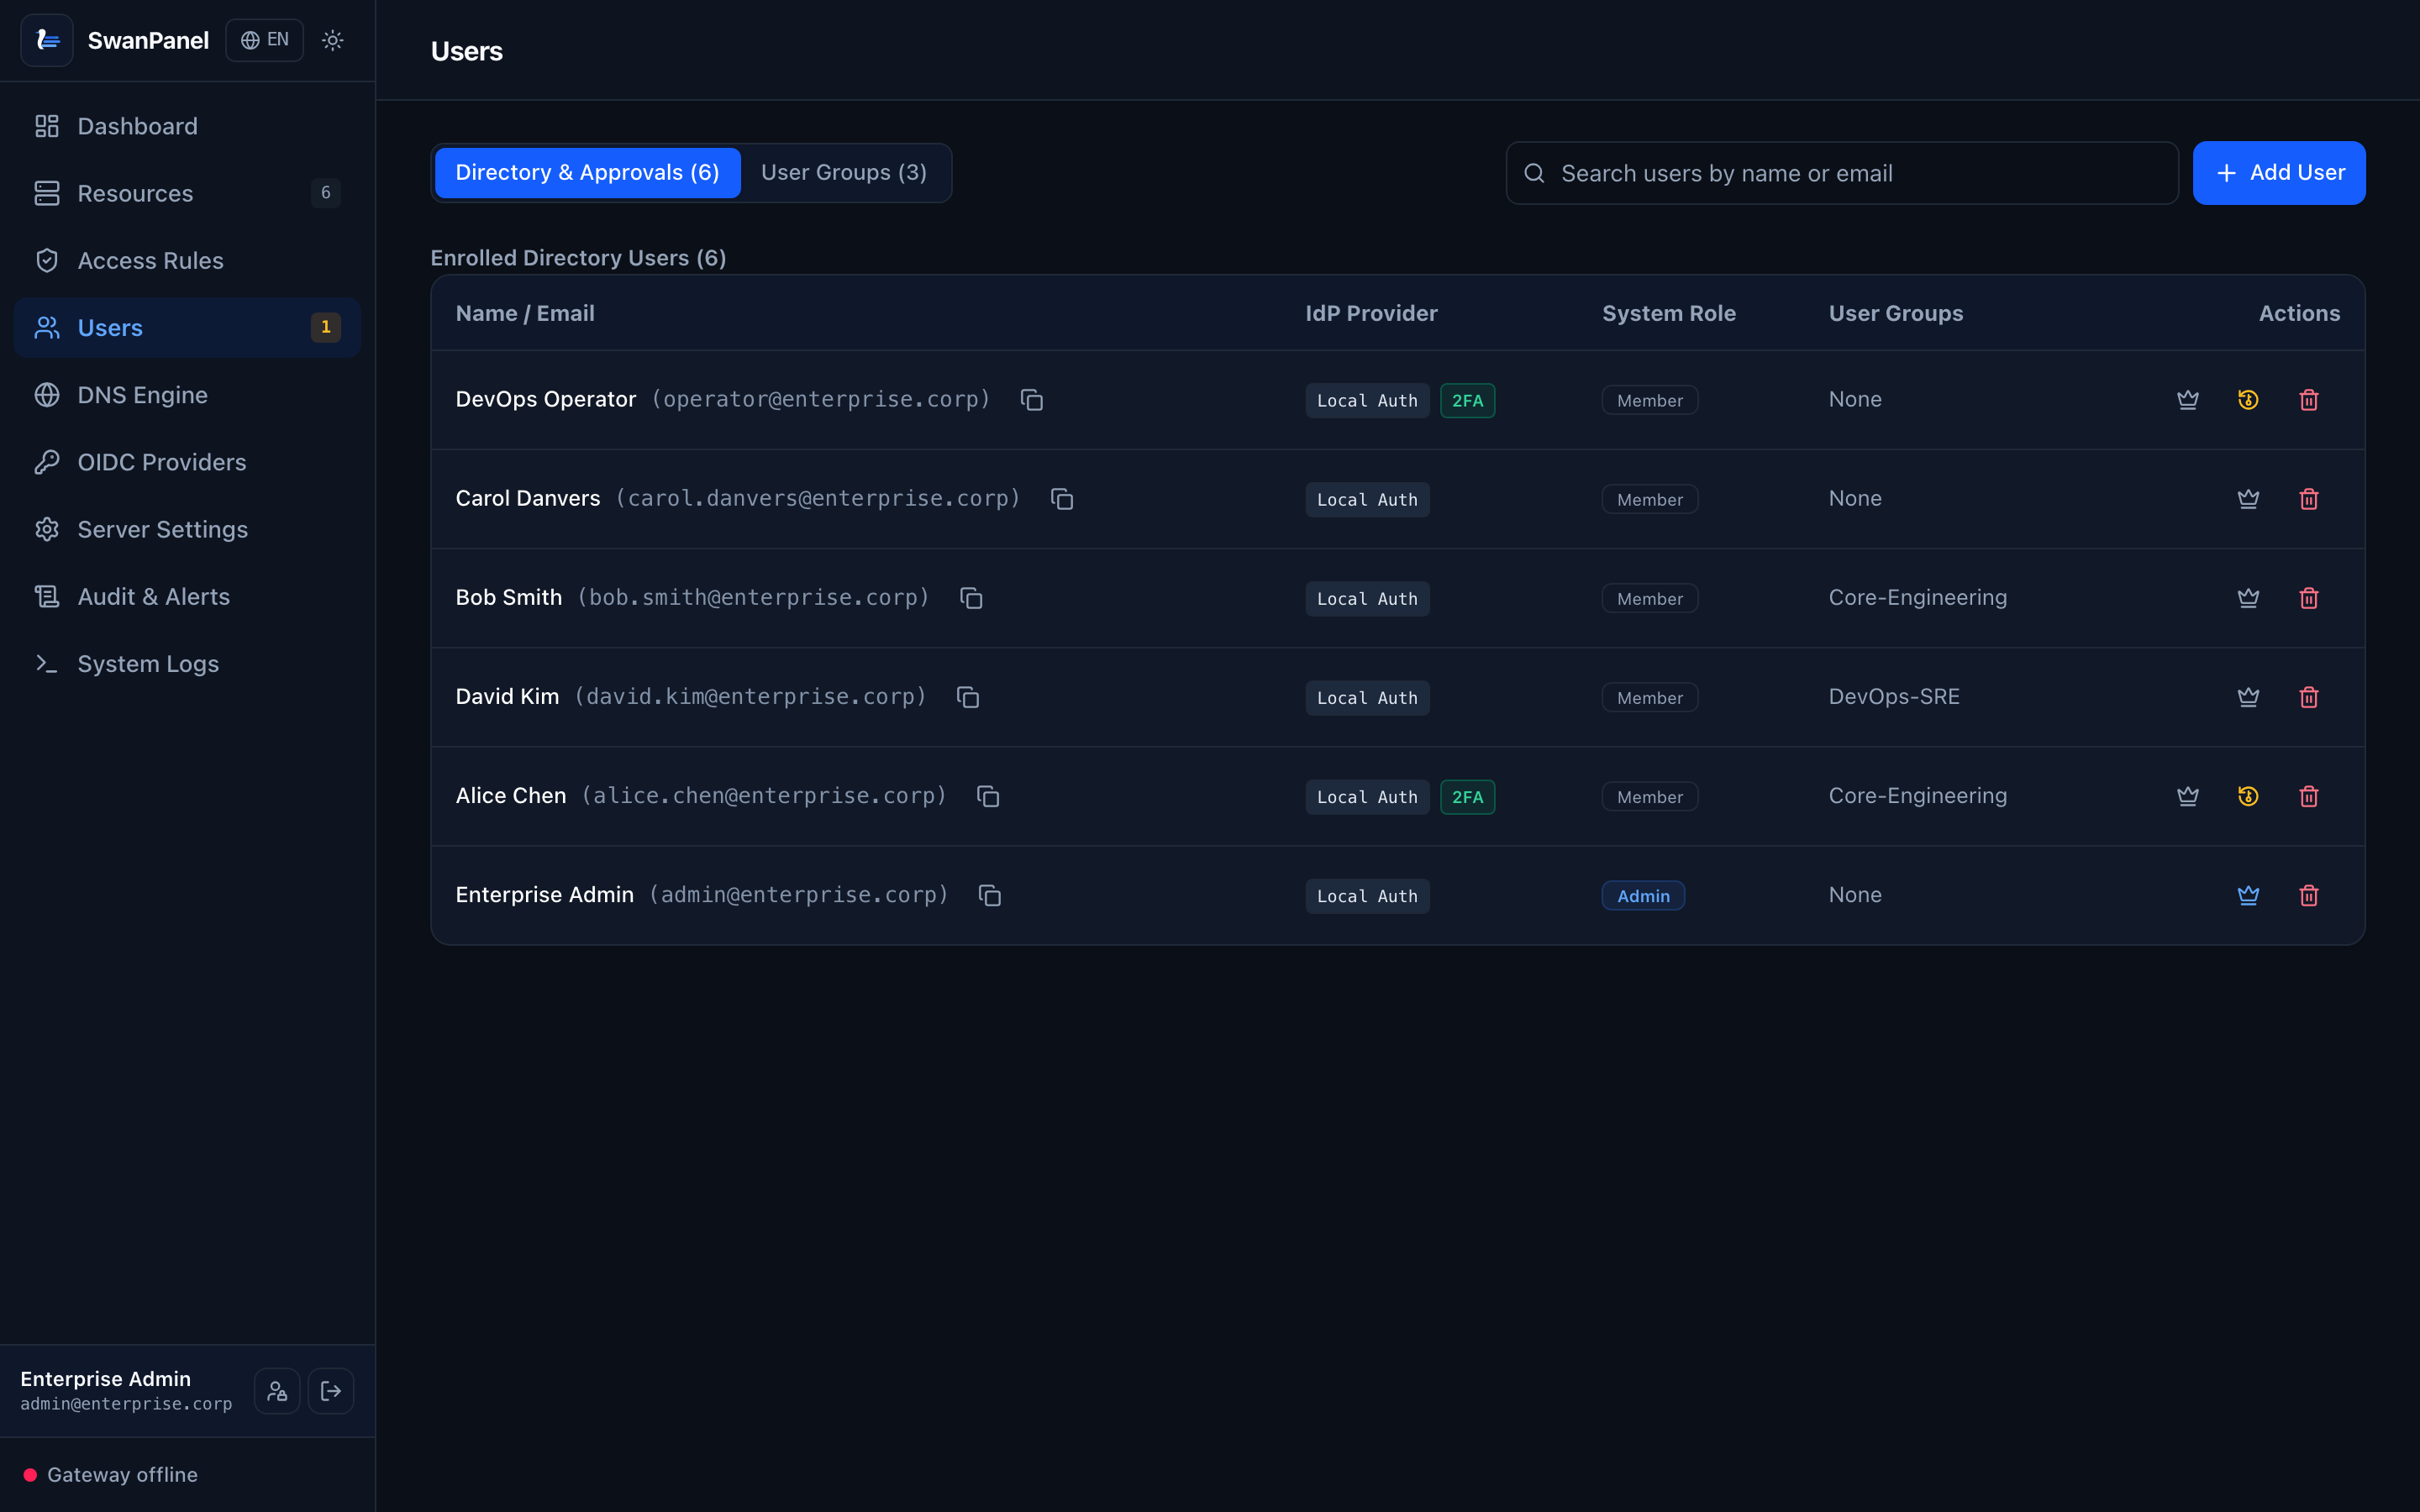 SwanPanel EN
Dashboard
Resources 6
Access Rules
Users 1
DNS Engine
OIDC Providers
Server Settings
Audit & Alerts
System Logs
Enterprise Admin
admin@enterprise.corp
Gateway offline
Users
Directory & Approvals (6) User Groups (3) Search users by name or email Add User
Enrolled Directory Users (6)
Name / Email IdP Provider System Role User Groups Actions
DevOps Operator (operator@enterprise.corp) Local Auth 2FA Member None
Carol Danvers (carol.danvers@enterprise.corp) Local Auth Member None
Bob Smith (bob.smith@enterprise.corp) Local Auth Member Core-Engineering
David Kim (david.kim@enterprise.corp) Local Auth Member DevOps-SRE
Alice Chen (alice.chen@enterprise.corp) Local Auth 2FA Member Core-Engineering
Enterprise Admin (admin@enterprise.corp) Local Auth Admin None